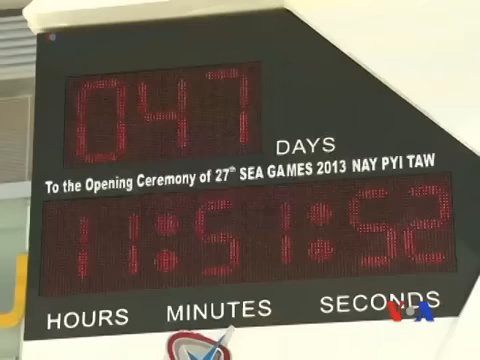 047
DAYS
To the Opening Ceremony of 27th SEA GAMES 2013 NAY PYI TAW
11:51:52
HOURS MINUTES SECONDS
VOA